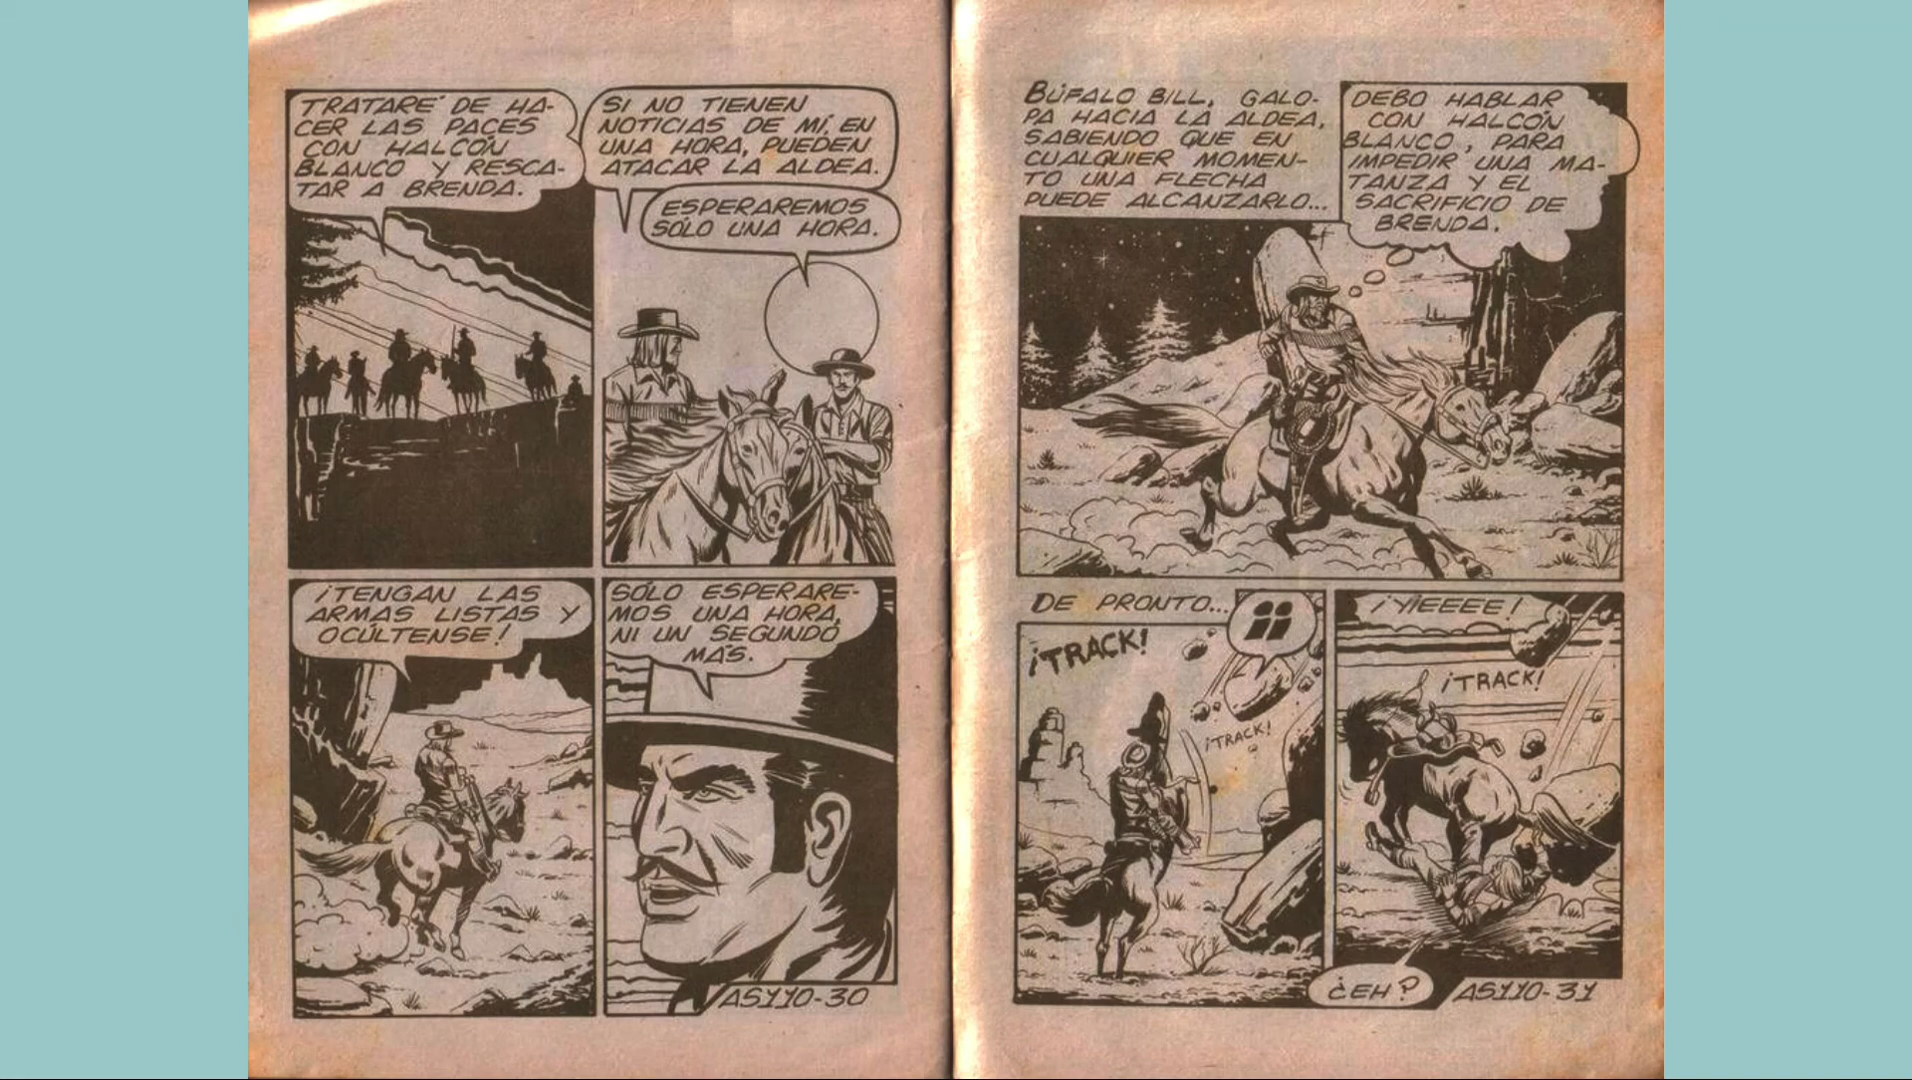 TRATARÉ DE HA-
CER LAS PACES
CON HALCÓN
BLANCO Y RESCA-
TAR A BRENDA.
SI NO TIENEN
NOTICIAS DE MÍ, EN
UNA HORA, PUEDEN
ATACAR LA ALDEA.
ESPERAREMOS
SÓLO UNA HORA.
¡TENGAN LAS
ARMAS LISTAS Y
OCÚLTENSE!
SÓLO ESPERARE-
MOS UNA HORA,
NI UN SEGUNDO
MÁS.
AS110-30
BÚFALO BILL, GALO-
PA HACIA LA ALDEA,
SABIENDO QUE EN
CUALQUIER MOMEN-
TO UNA FLECHA
PUEDE ALCANZARLO...
DEBO HABLAR
CON HALCÓN
BLANCO, PARA
IMPEDIR UNA MA-
TANZA Y EL
SACRIFICIO DE
BRENDA.
DE PRONTO...
¡TRACK!
¡¡
¡TRACK!
¡YIEEEE!
¡TRACK!
¿EH?
AS110-31